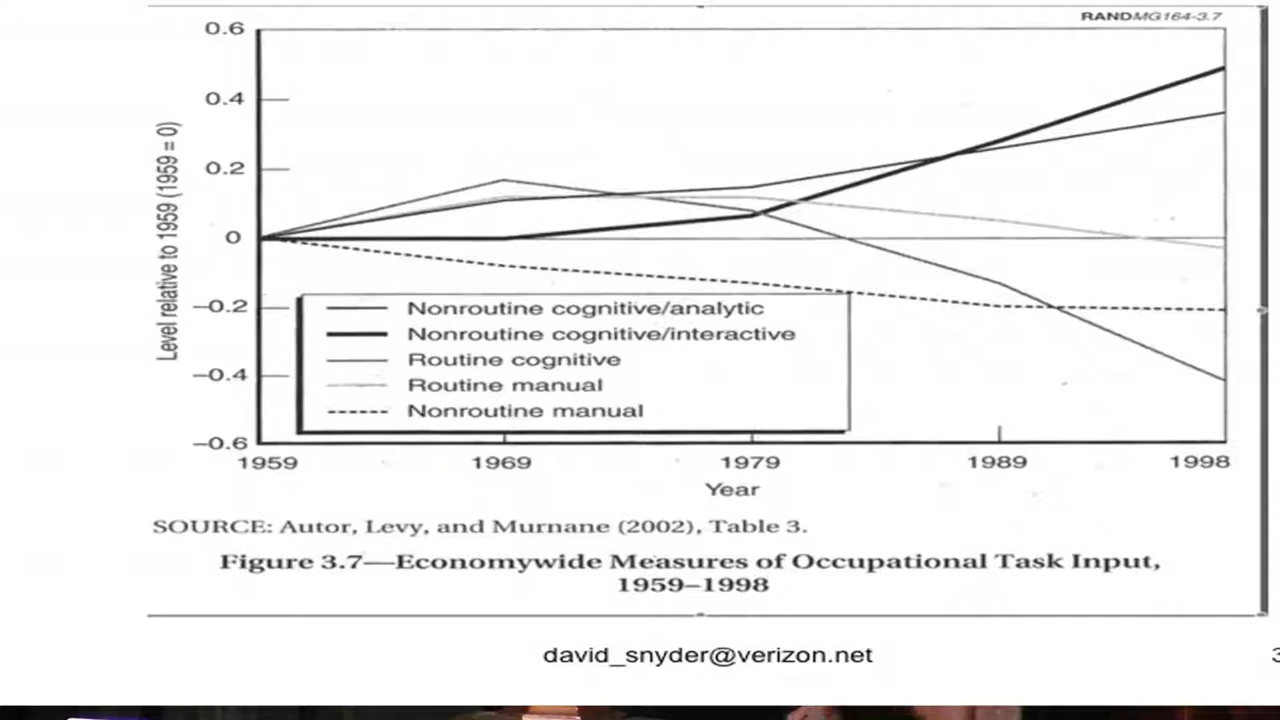 RANDMG164-3.7
0.6
0.4
0.2
0
−0.2
−0.4
−0.6
Level relative to 1959 (1959 = 0)
Nonroutine cognitive/analytic
Nonroutine cognitive/interactive
Routine cognitive
Routine manual
Nonroutine manual
1959 1969 1979 1989 1998
Year
SOURCE: Autor, Levy, and Murnane (2002), Table 3.
Figure 3.7—Economywide Measures of Occupational Task Input,
1959–1998
david_snyder@verizon.net